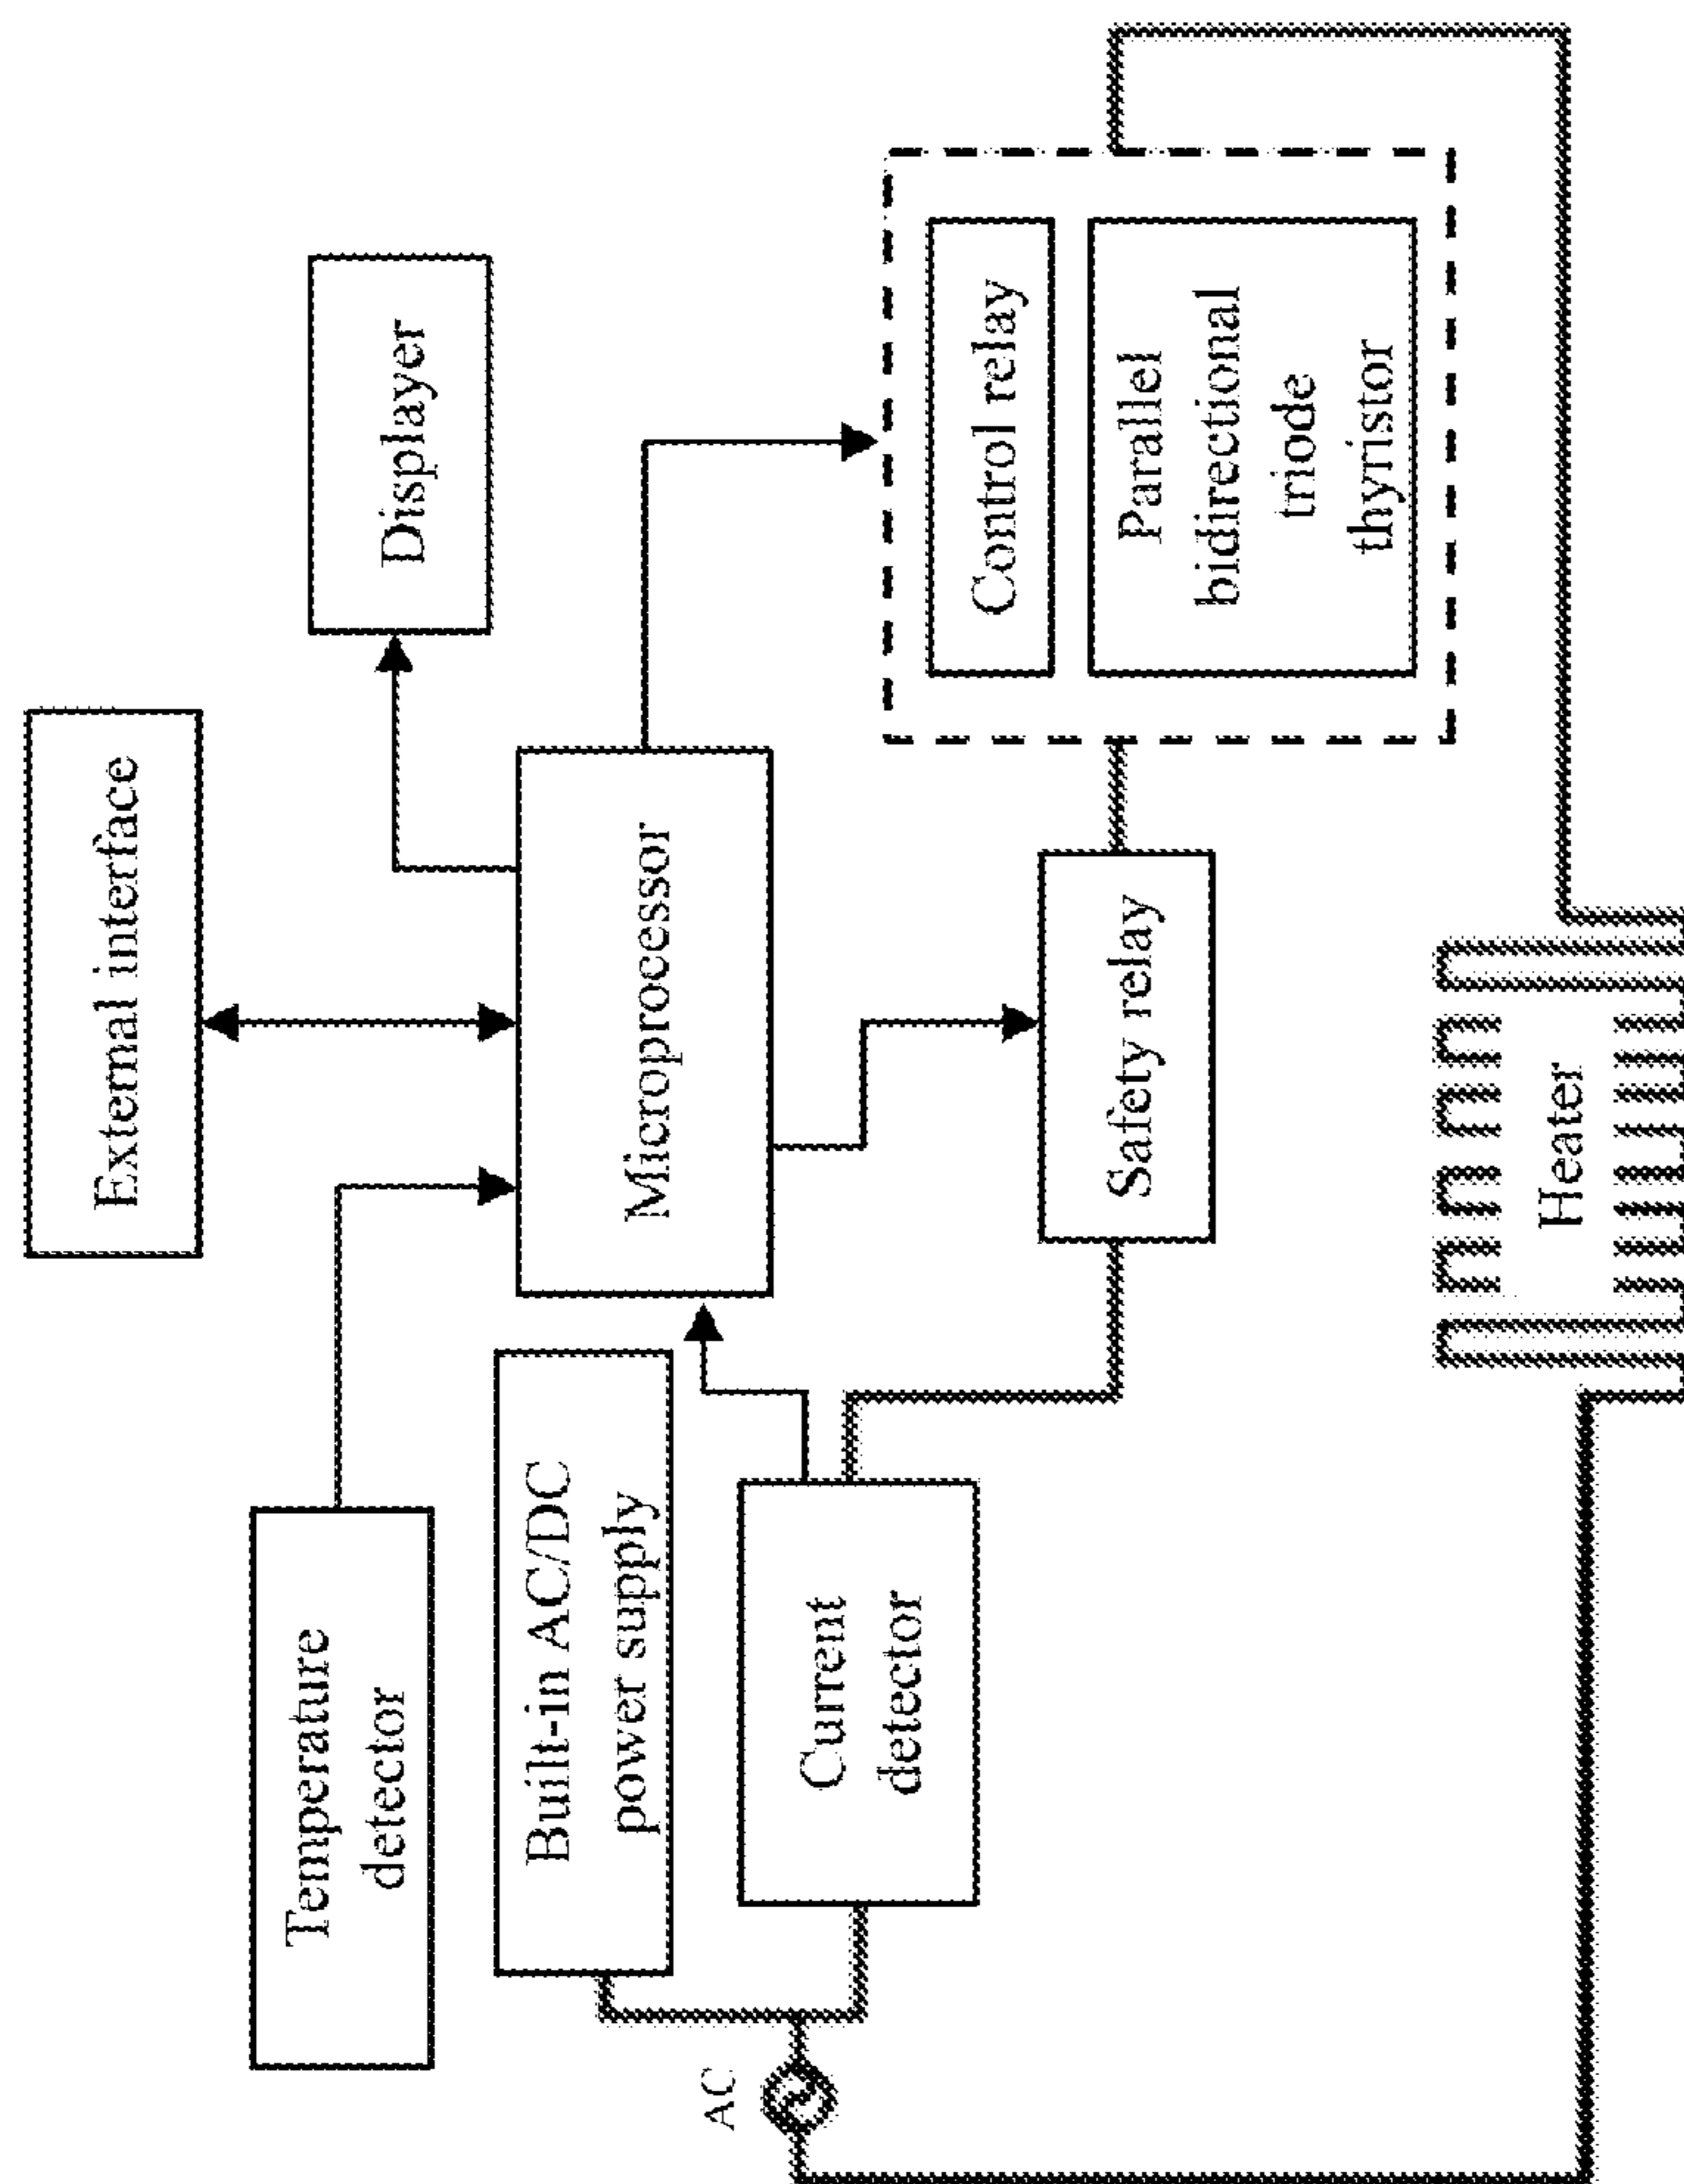 External interface
Temperature
detector
Displayer
Built-in AC/DC
power supply
Microprocessor
AC
Current
detector
Safety relay
Control relay
Parallel
bidirectional
triode
thyristor
Heater